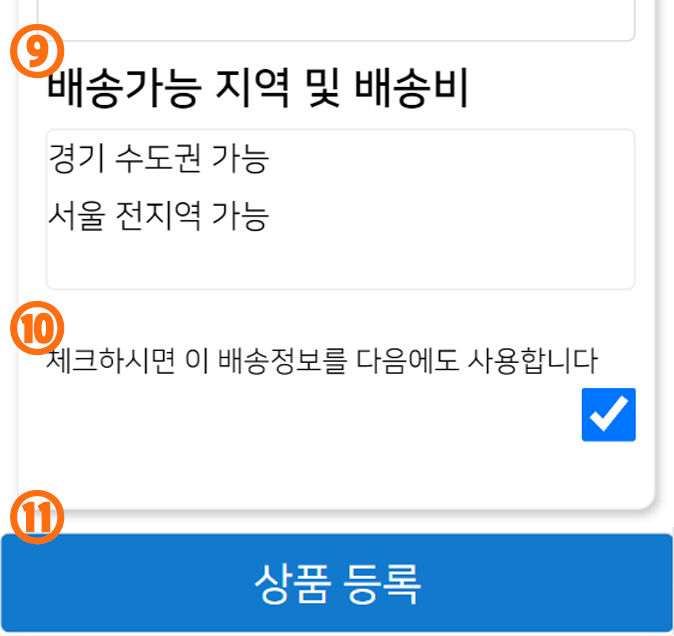 ⑨
배송가능 지역 및 배송비
경기 수도권 가능
서울 전지역 가능
⑩
체크하시면 이 배송정보를 다음에도 사용합니다
⑪
상품 등록